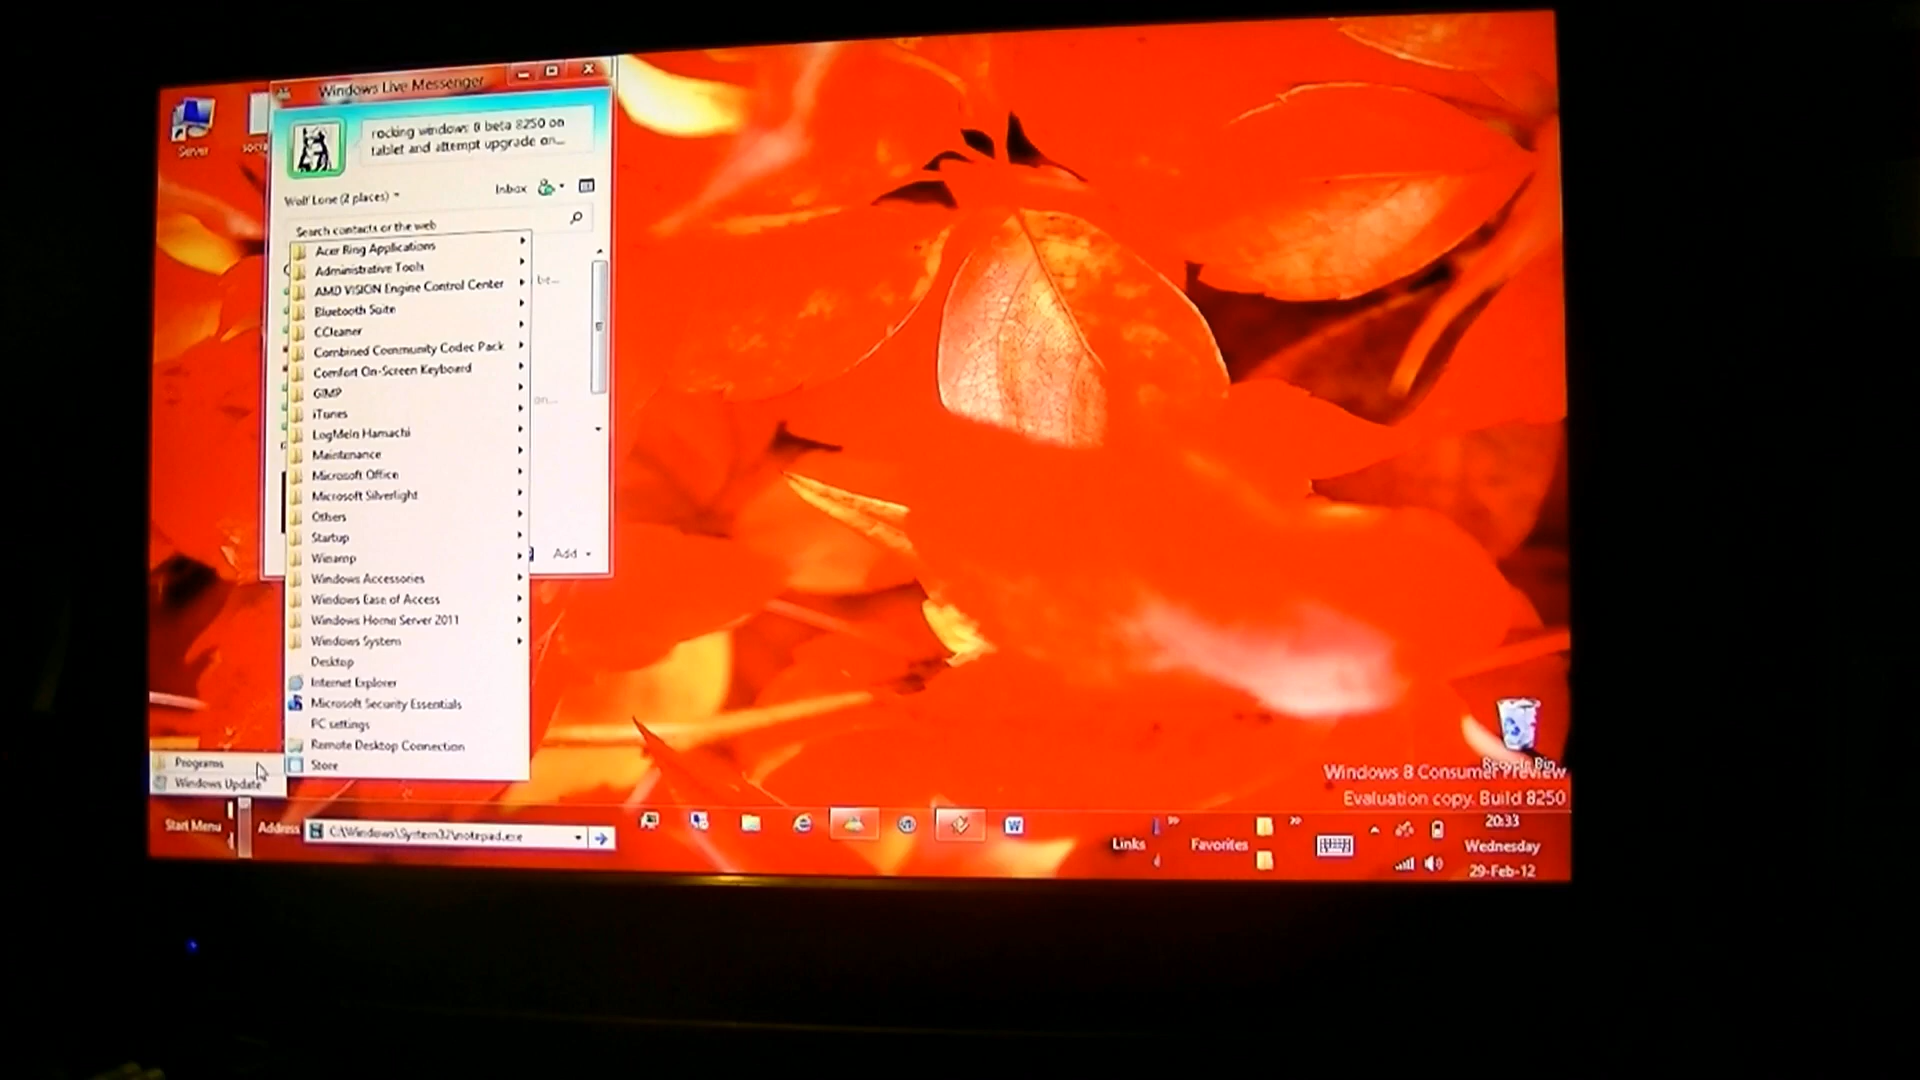 Windows Live Messenger
Server
rocking windows 8 beta 8250 on
tablet and attempt upgrade on...
Wolf Lone (2 places)
Inbox
Search contacts or the web
Acer Ring Applications
Administrative Tools
AMD VISION Engine Control Center
be...
Bluetooth Suite
CCleaner
Combined Community Codec Pack
Comfort On-Screen Keyboard
GIMP
on...
iTunes
LogMeIn Hamachi
Maintenance
Microsoft Office
Microsoft Silverlight
Others
Startup
Winamp
Add
Windows Accessories
Windows Ease of Access
Windows Home Server 2011
Windows System
Desktop
Internet Explorer
Microsoft Security Essentials
PC settings
Remote Desktop Connection
Store
Programs
Windows Update
Recycle Bin
Windows 8 Consumer Preview
Evaluation copy. Build 8250
Start Menu
Address
C:\Windows\System32\notepad.exe
Links
Favorites
20:33
Wednesday
29-Feb-12